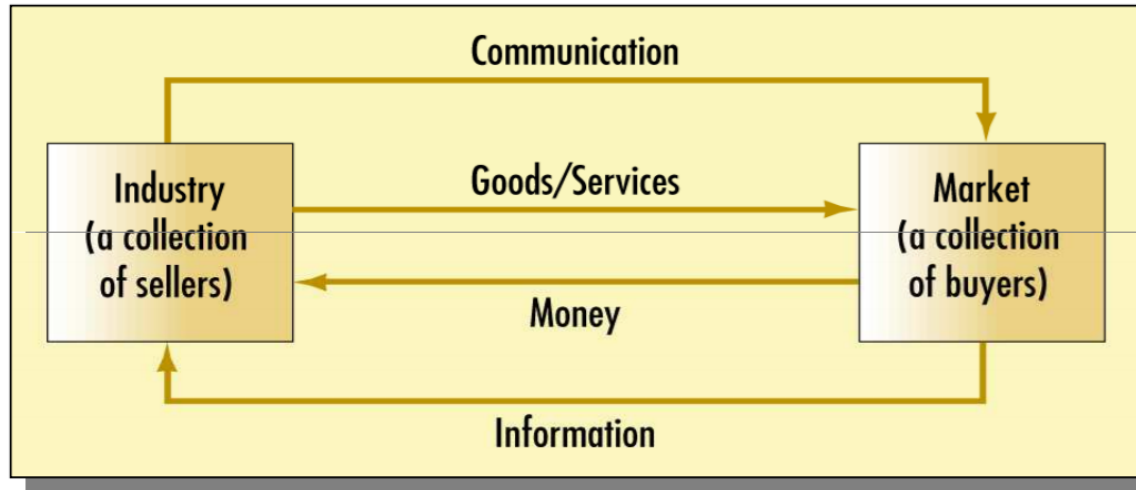 Communication
Industry
(a collection
of sellers)
Goods/Services
Money
Market
(a collection
of buyers)
Information